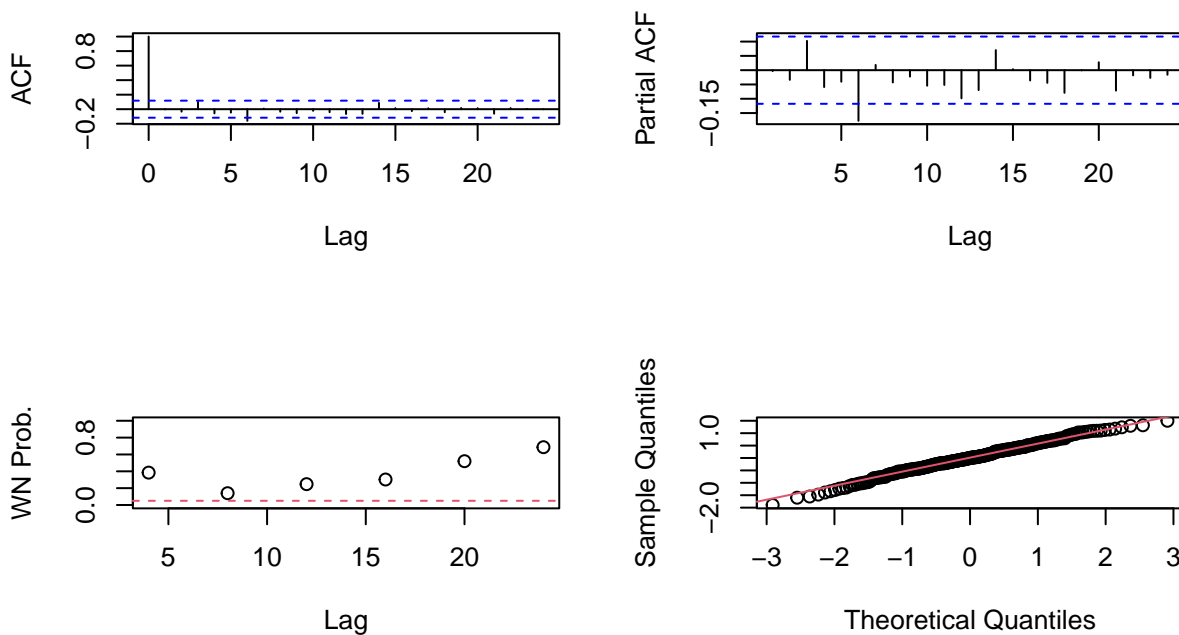 ACF
0.8
−0.2
0 5 10 15 20
Lag
Partial ACF
−0.15
5 10 15 20
Lag
WN Prob.
0.8
0.0
5 10 15 20
Lag
Sample Quantiles
1.0
−2.0
−3 −2 −1 0 1 2 3
Theoretical Quantiles